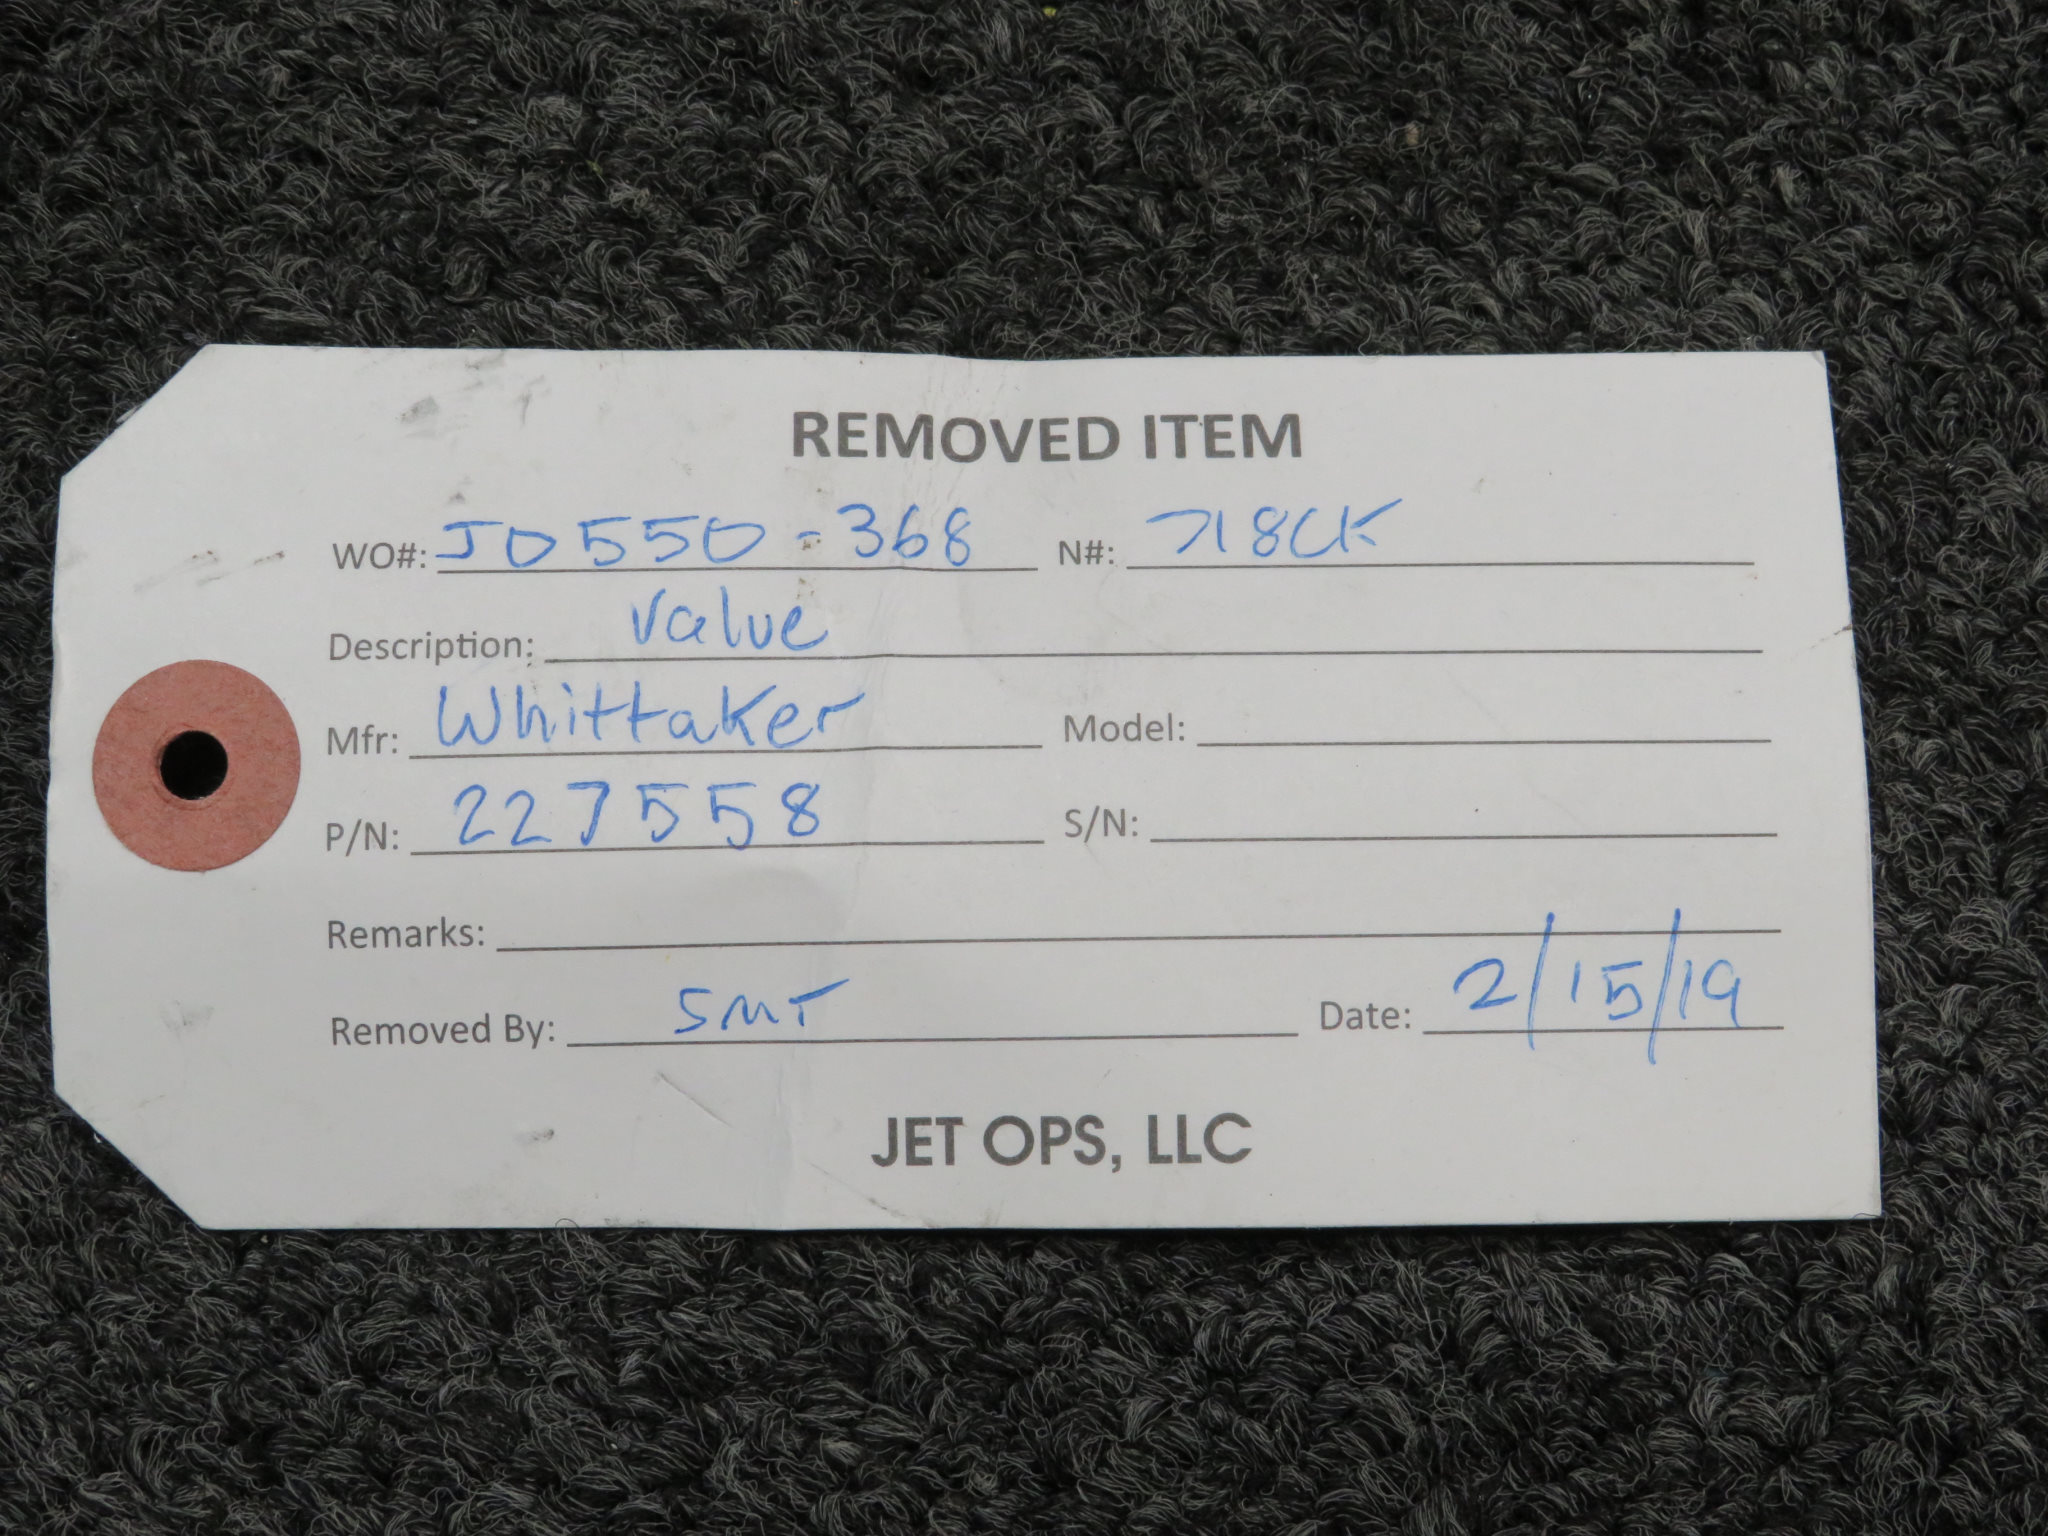 REMOVED ITEM
WO#: JO550-368 N#: 718CK
Description: Valve
Mfr: Whittaker Model:
P/N: 227558 S/N:
Remarks:
Removed By: SMT Date: 2/15/19
JET OPS, LLC